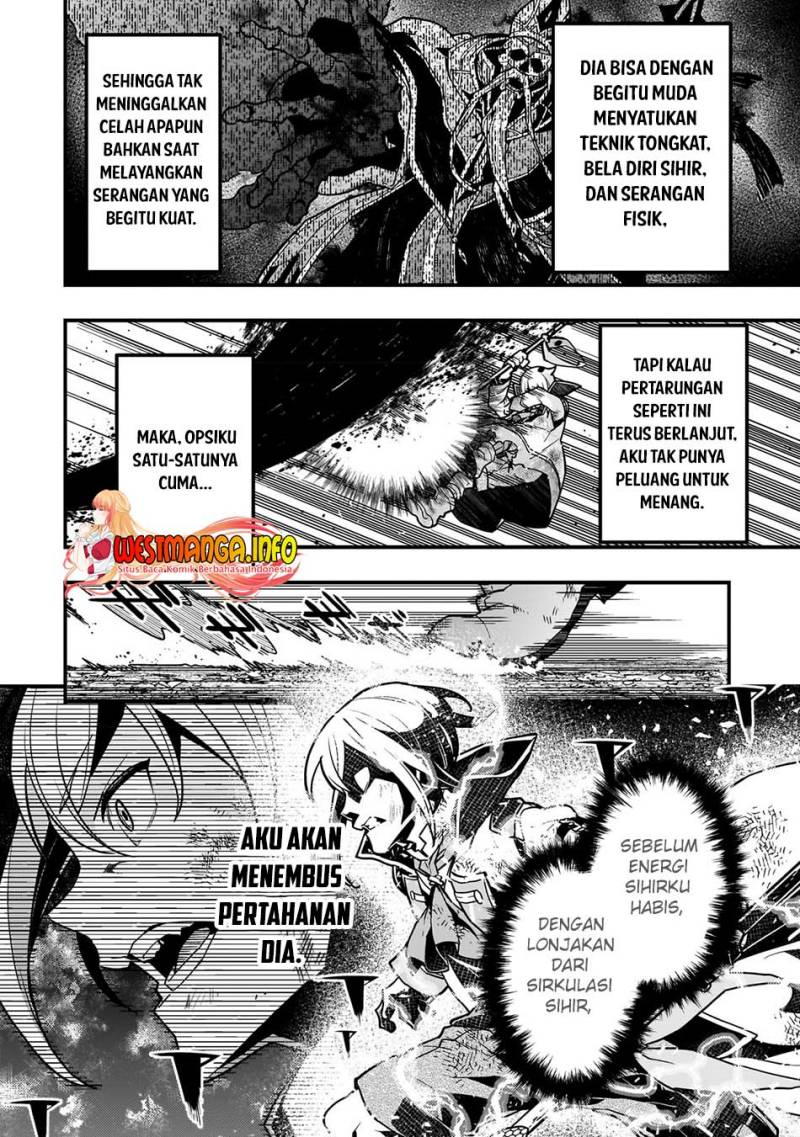 DIA BISA DENGAN
BEGITU MUDA
MENYATUKAN
TEKNIK TONGKAT,
BELA DIRI SIHIR,
DAN SERANGAN
FISIK,
SEHINGGA TAK
MENINGGALKAN
CELAH APAPUN
BAHKAN SAAT
MELAYANGKAN
SERANGAN YANG
BEGITU KUAT.
TAPI KALAU
PERTARUNGAN
SEPERTI INI
TERUS BERLANJUT,
AKU TAK PUNYA
PELUANG UNTUK
MENANG.
MAKA, OPSIKU
SATU-SATUNYA
CUMA...
WESTMANGA.INFO
Situs Baca Komik Berbahasa Indonesia
SEBELUM
ENERGI
SIHIRKU
HABIS,
DENGAN
LONJAKAN
DARI
SIRKULASI
SIHIR,
AKU AKAN
MENEMBUS
PERTAHANAN
DIA.